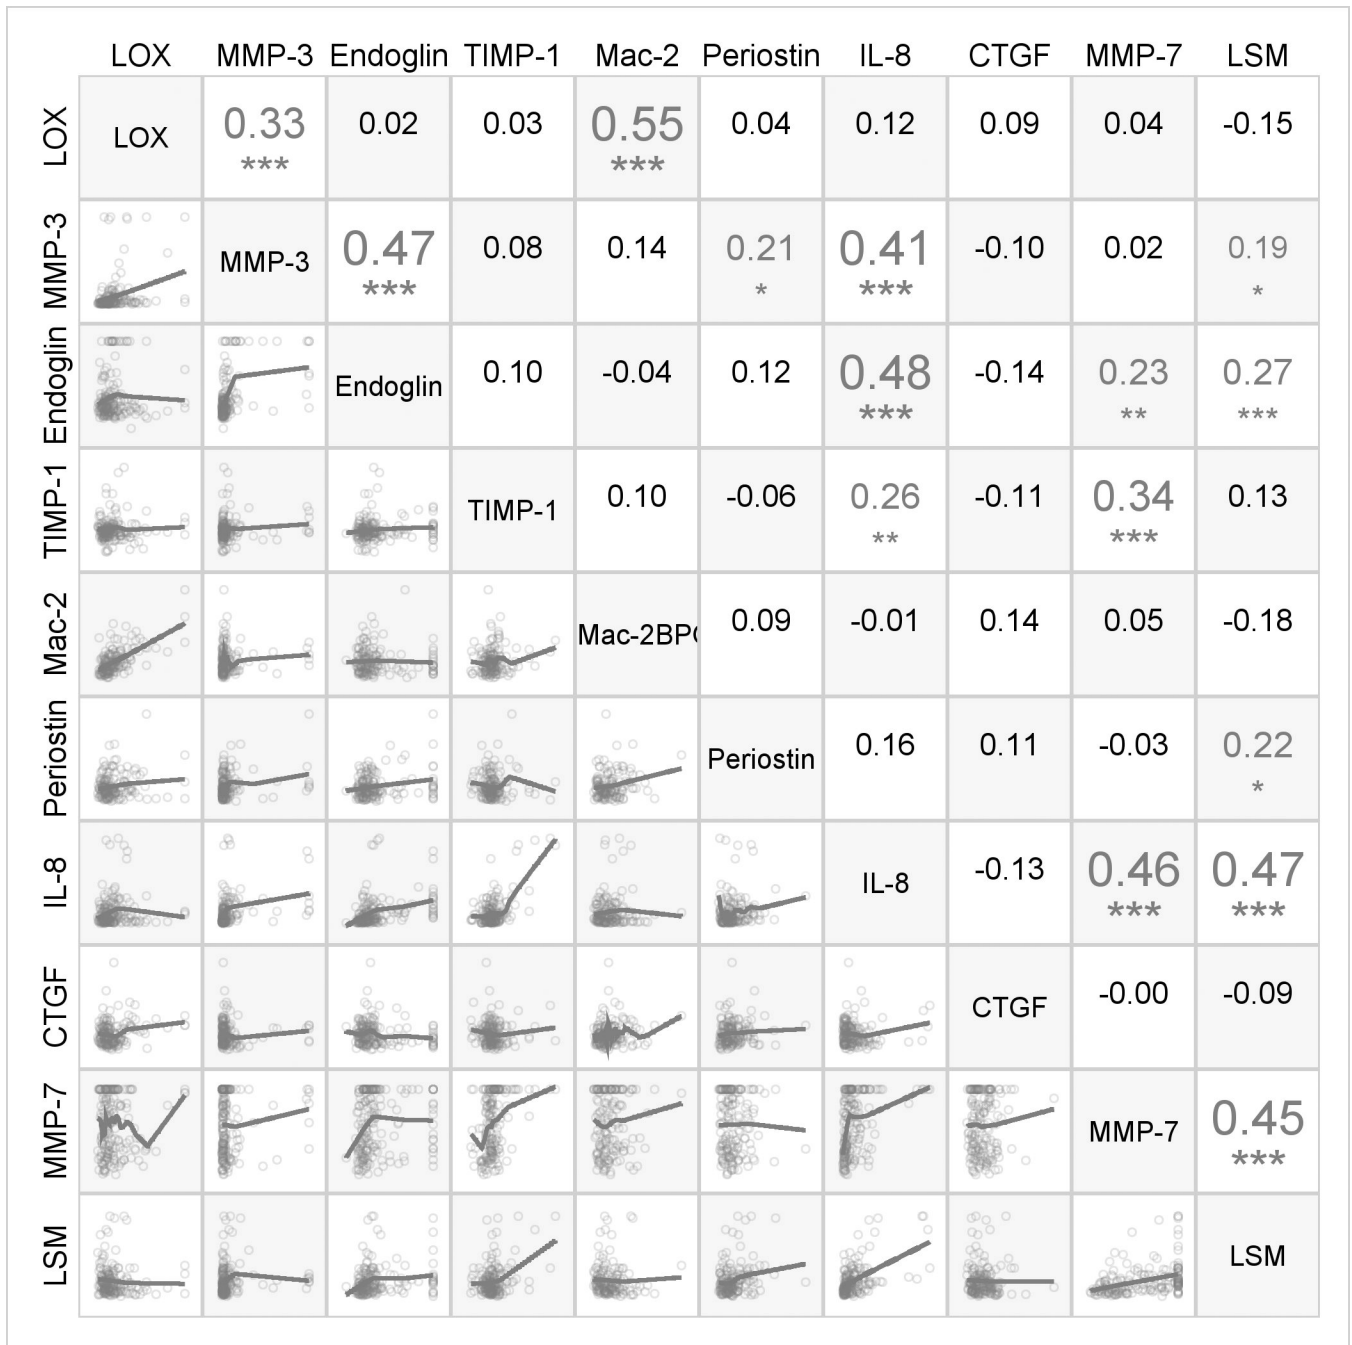 LOX MMP-3 Endoglin TIMP-1 Mac-2 Periostin IL-8 CTGF MMP-7 LSM
LOX LOX 0.33 0.02 0.03 0.55 0.04 0.12 0.09 0.04 -0.15
*** ***
MMP-3 MMP-3 0.47 0.08 0.14 0.21 0.41 -0.10 0.02 0.19
*** * *** *
Endoglin Endoglin 0.10 -0.04 0.12 0.48 -0.14 0.23 0.27
*** ** ***
TIMP-1 TIMP-1 0.10 -0.06 0.26 -0.11 0.34 0.13
** ***
Mac-2 Mac-2BP 0.09 -0.01 0.14 0.05 -0.18
Periostin Periostin 0.16 0.11 -0.03 0.22
*
IL-8 IL-8 -0.13 0.46 0.47
*** ***
CTGF CTGF -0.00 -0.09
MMP-7 MMP-7 0.45
***
LSM LSM